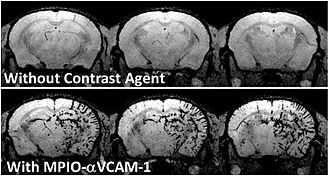 Without Contrast Agent
With MPIO-αVCAM-1